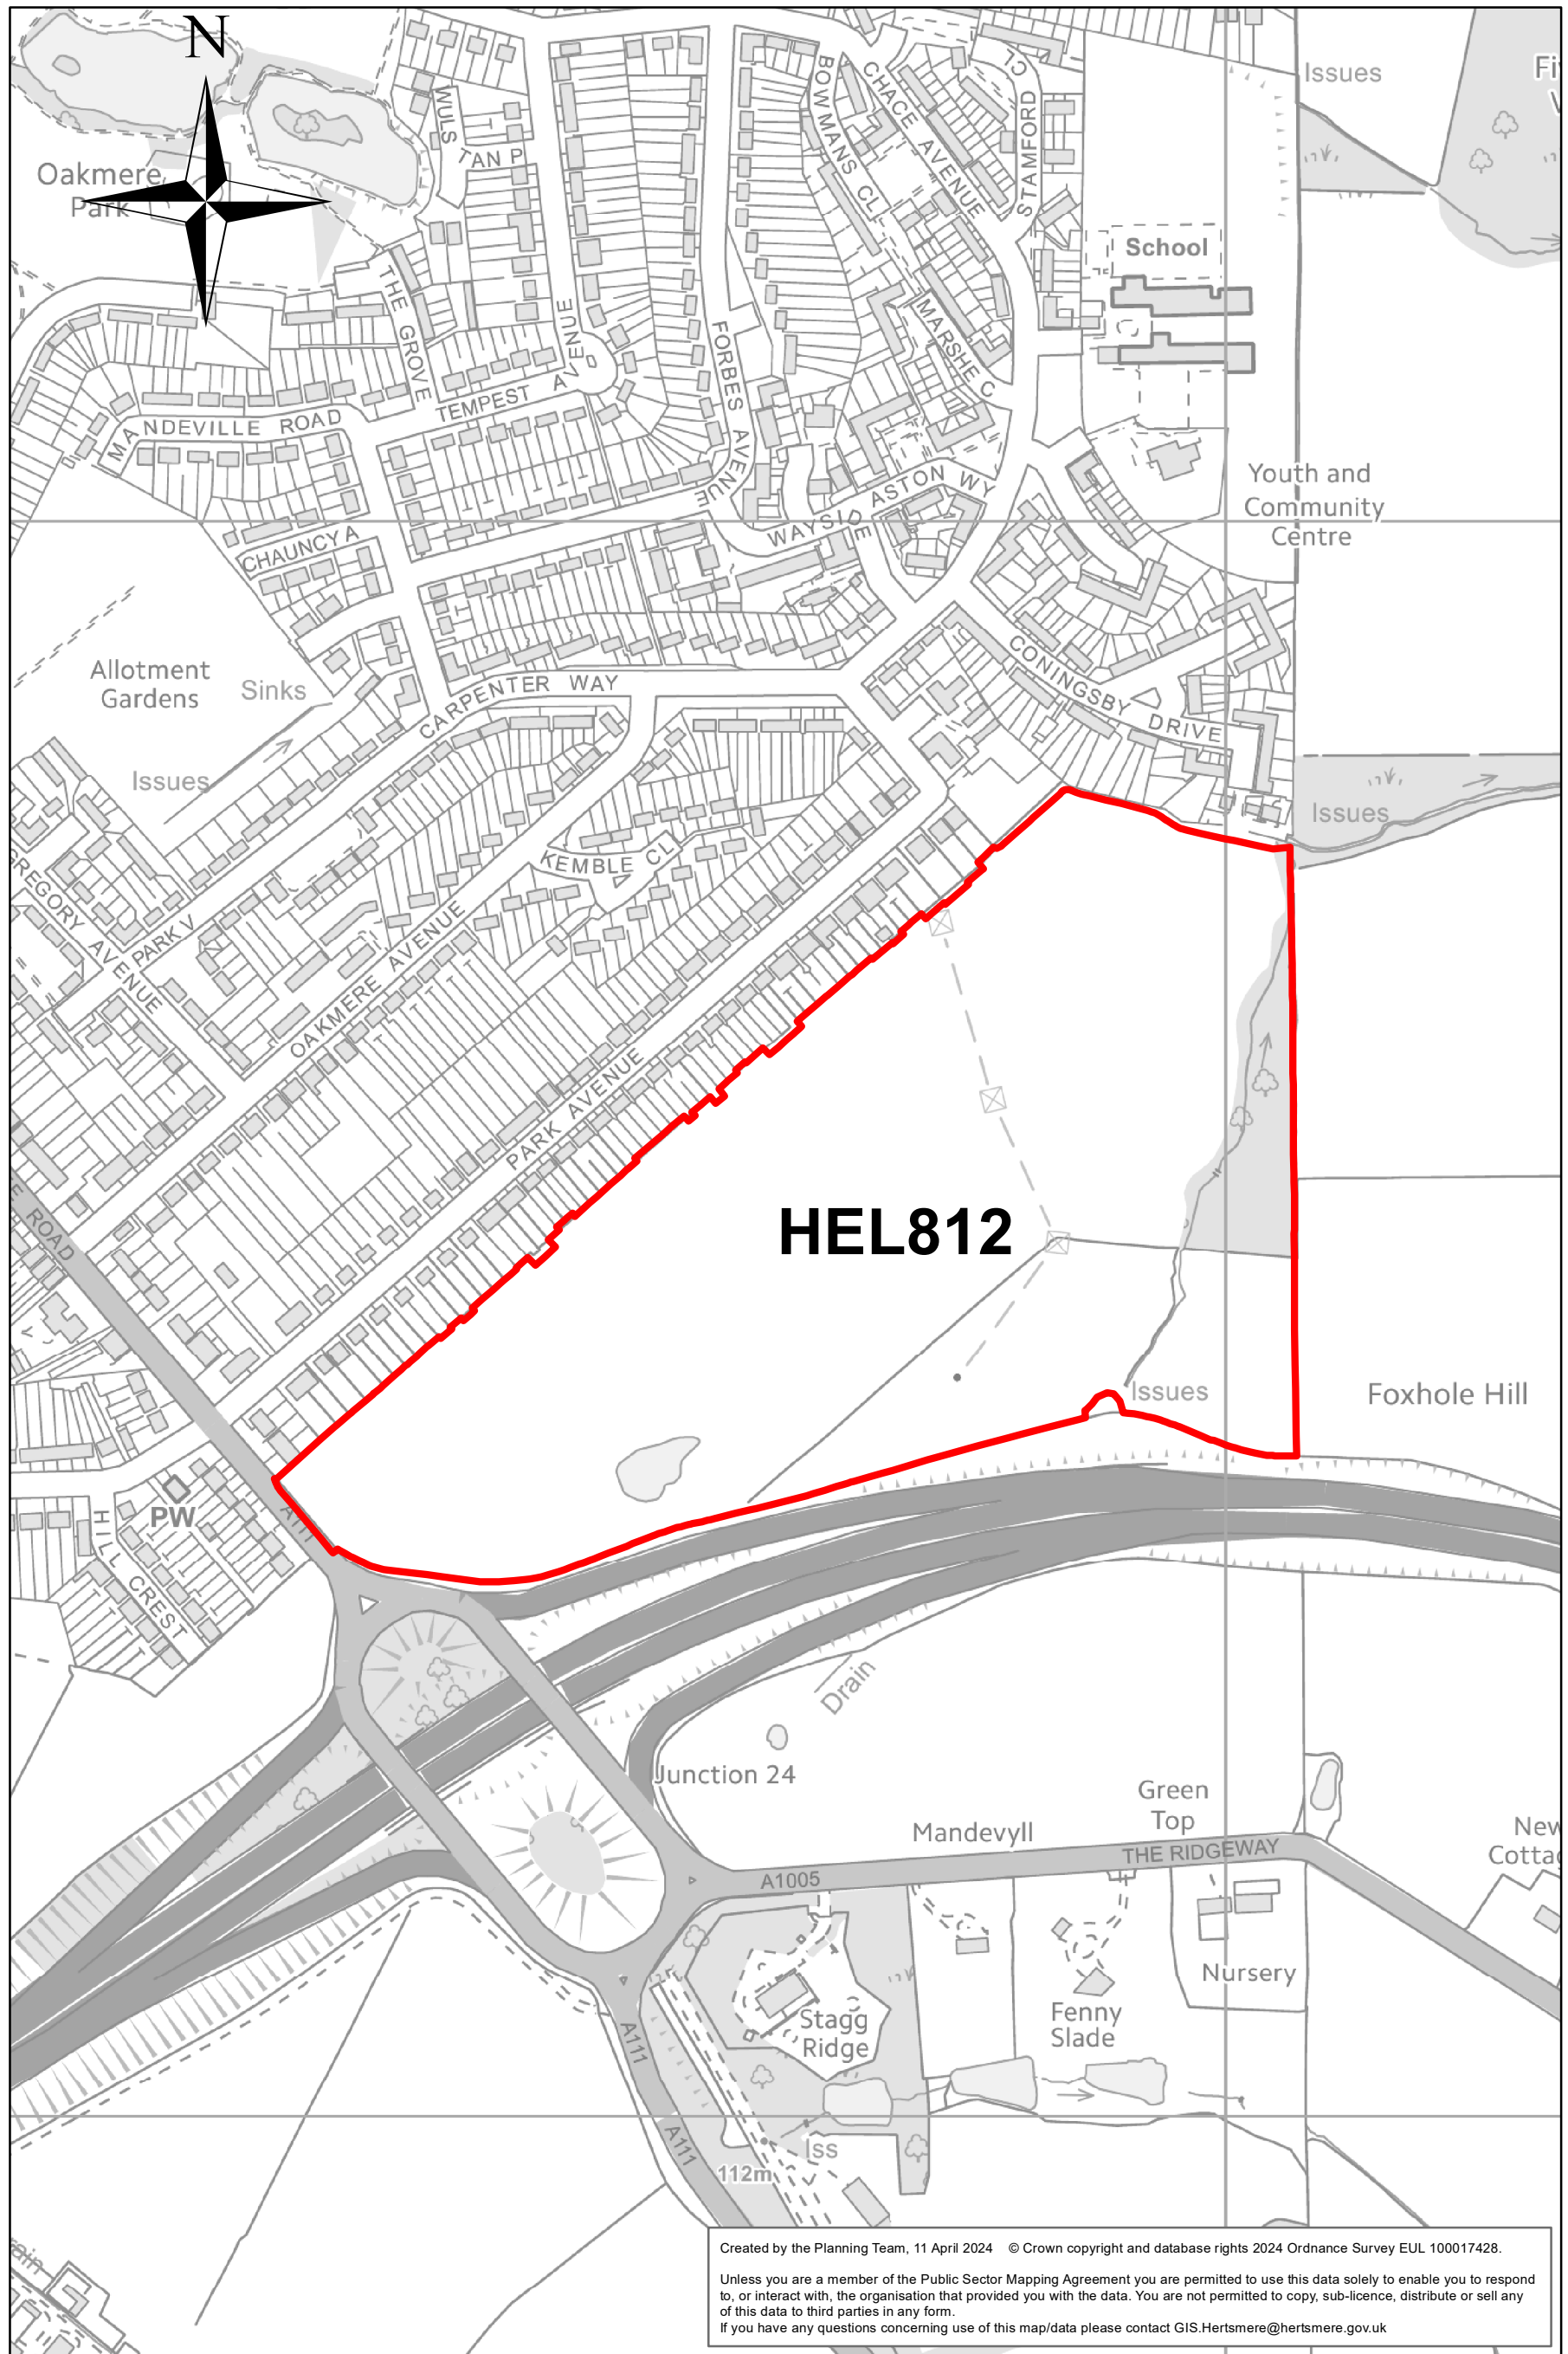 N
Oakmere
Park
WULS
TAN P
BOWMANS CL
CHACE AVENUE
STAMFORD
CL
Issues
Fi
School
THE GROVE
TEMPEST AVENUE
FORBES AVENUE
AVENUE
MARSHE C
MANDEVILLE ROAD
CHAUNCY A
WAYSIDE
ASTON WY
Youth and
Community
Centre
Allotment
Gardens
Sinks
Issues
CARPENTER WAY
CONINGSBY DRIVE
Issues
KEMBLE CL
GREGORY AVENUE
PARK V
OAKMERE AVENUE
PARK AVENUE
E ROAD
HEL812
Issues
Foxhole Hill
PW
HILL CREST
A111
Drain
Junction 24
Mandevyll
Green
Top
THE RIDGEWAY
A1005
New
Cotta
Stagg
Ridge
Fenny
Slade
Nursery
A111
A111
Iss
112m
rain
Created by the Planning Team, 11 April 2024 © Crown copyright and database rights 2024 Ordnance Survey EUL 100017428.
Unless you are a member of the Public Sector Mapping Agreement you are permitted to use this data solely to enable you to respond
to, or interact with, the organisation that provided you with the data. You are not permitted to copy, sub-licence, distribute or sell any
of this data to third parties in any form.
If you have any questions concerning use of this map/data please contact GIS.Hertsmere@hertsmere.gov.uk